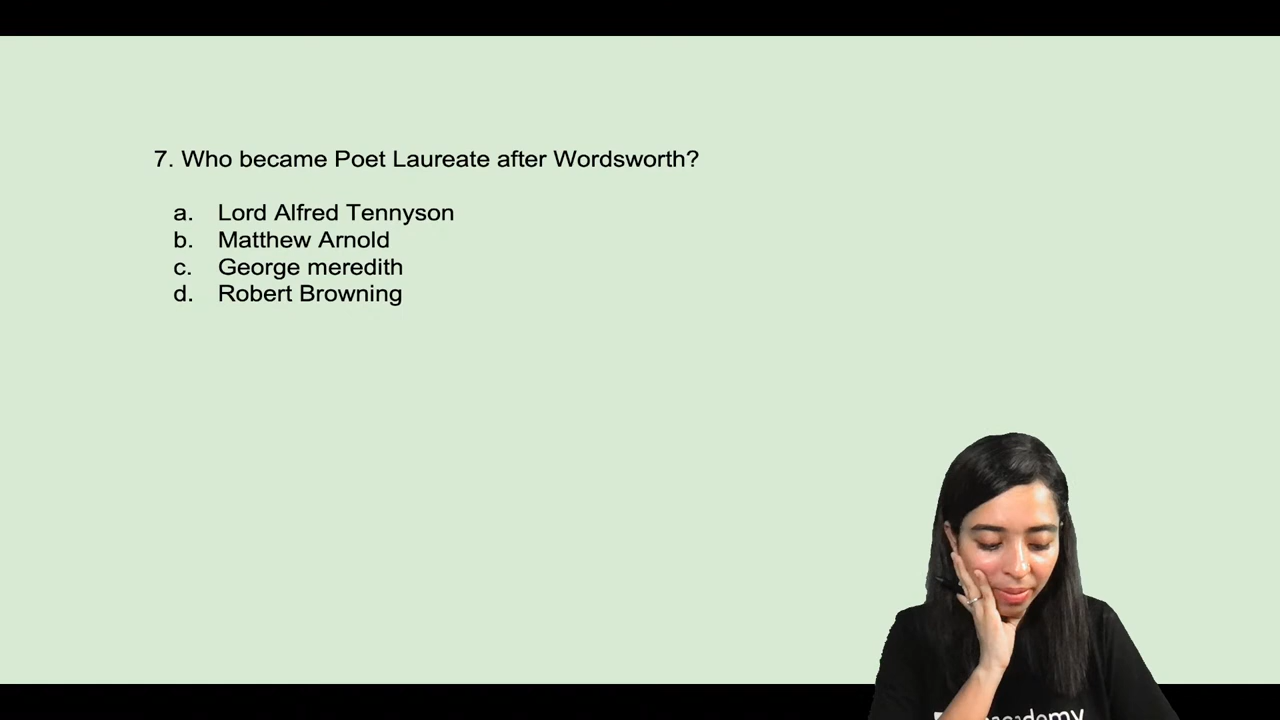 7. Who became Poet Laureate after Wordsworth?
a. Lord Alfred Tennyson
b. Matthew Arnold
c. George meredith
d. Robert Browning